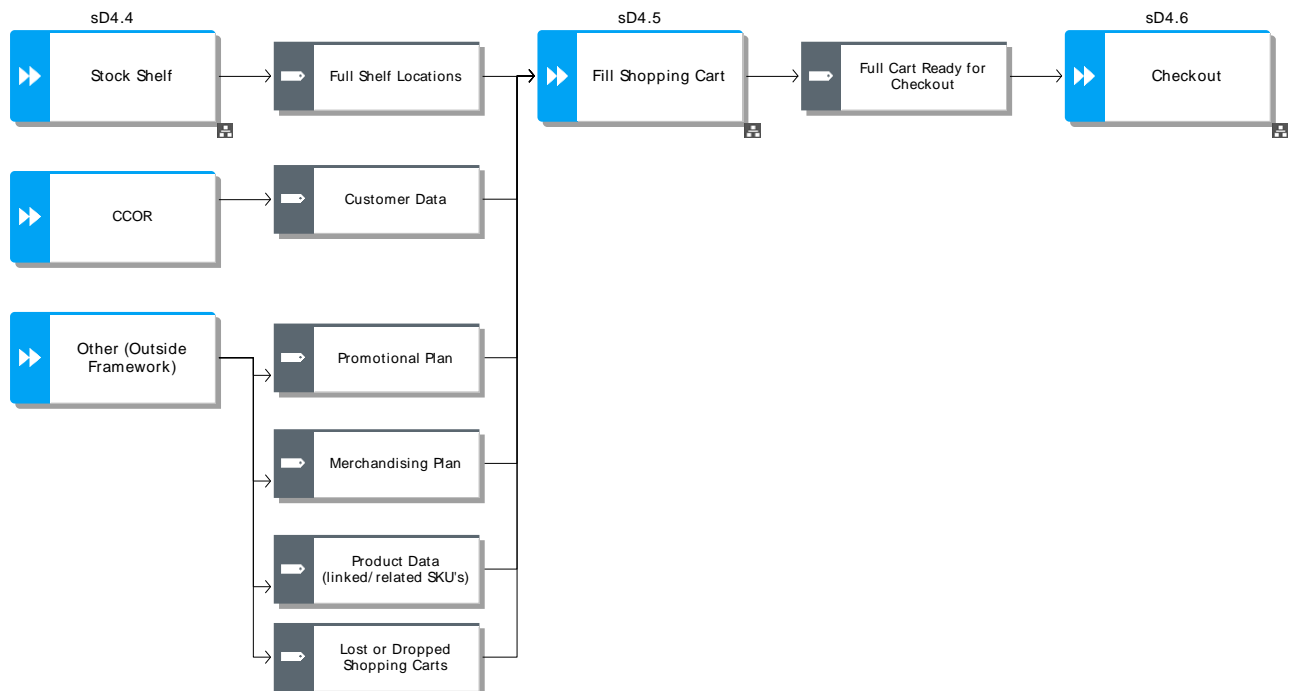 sD4.4
sD4.5
sD4.6
Stock Shelf
Full Shelf Locations
Fill Shopping Cart
Full Cart Ready for
Checkout
Checkout
CCOR
Customer Data
Other (Outside
Framework)
Promotional Plan
Merchandising Plan
Product Data
(linked/related SKU's)
Lost or Dropped
Shopping Carts